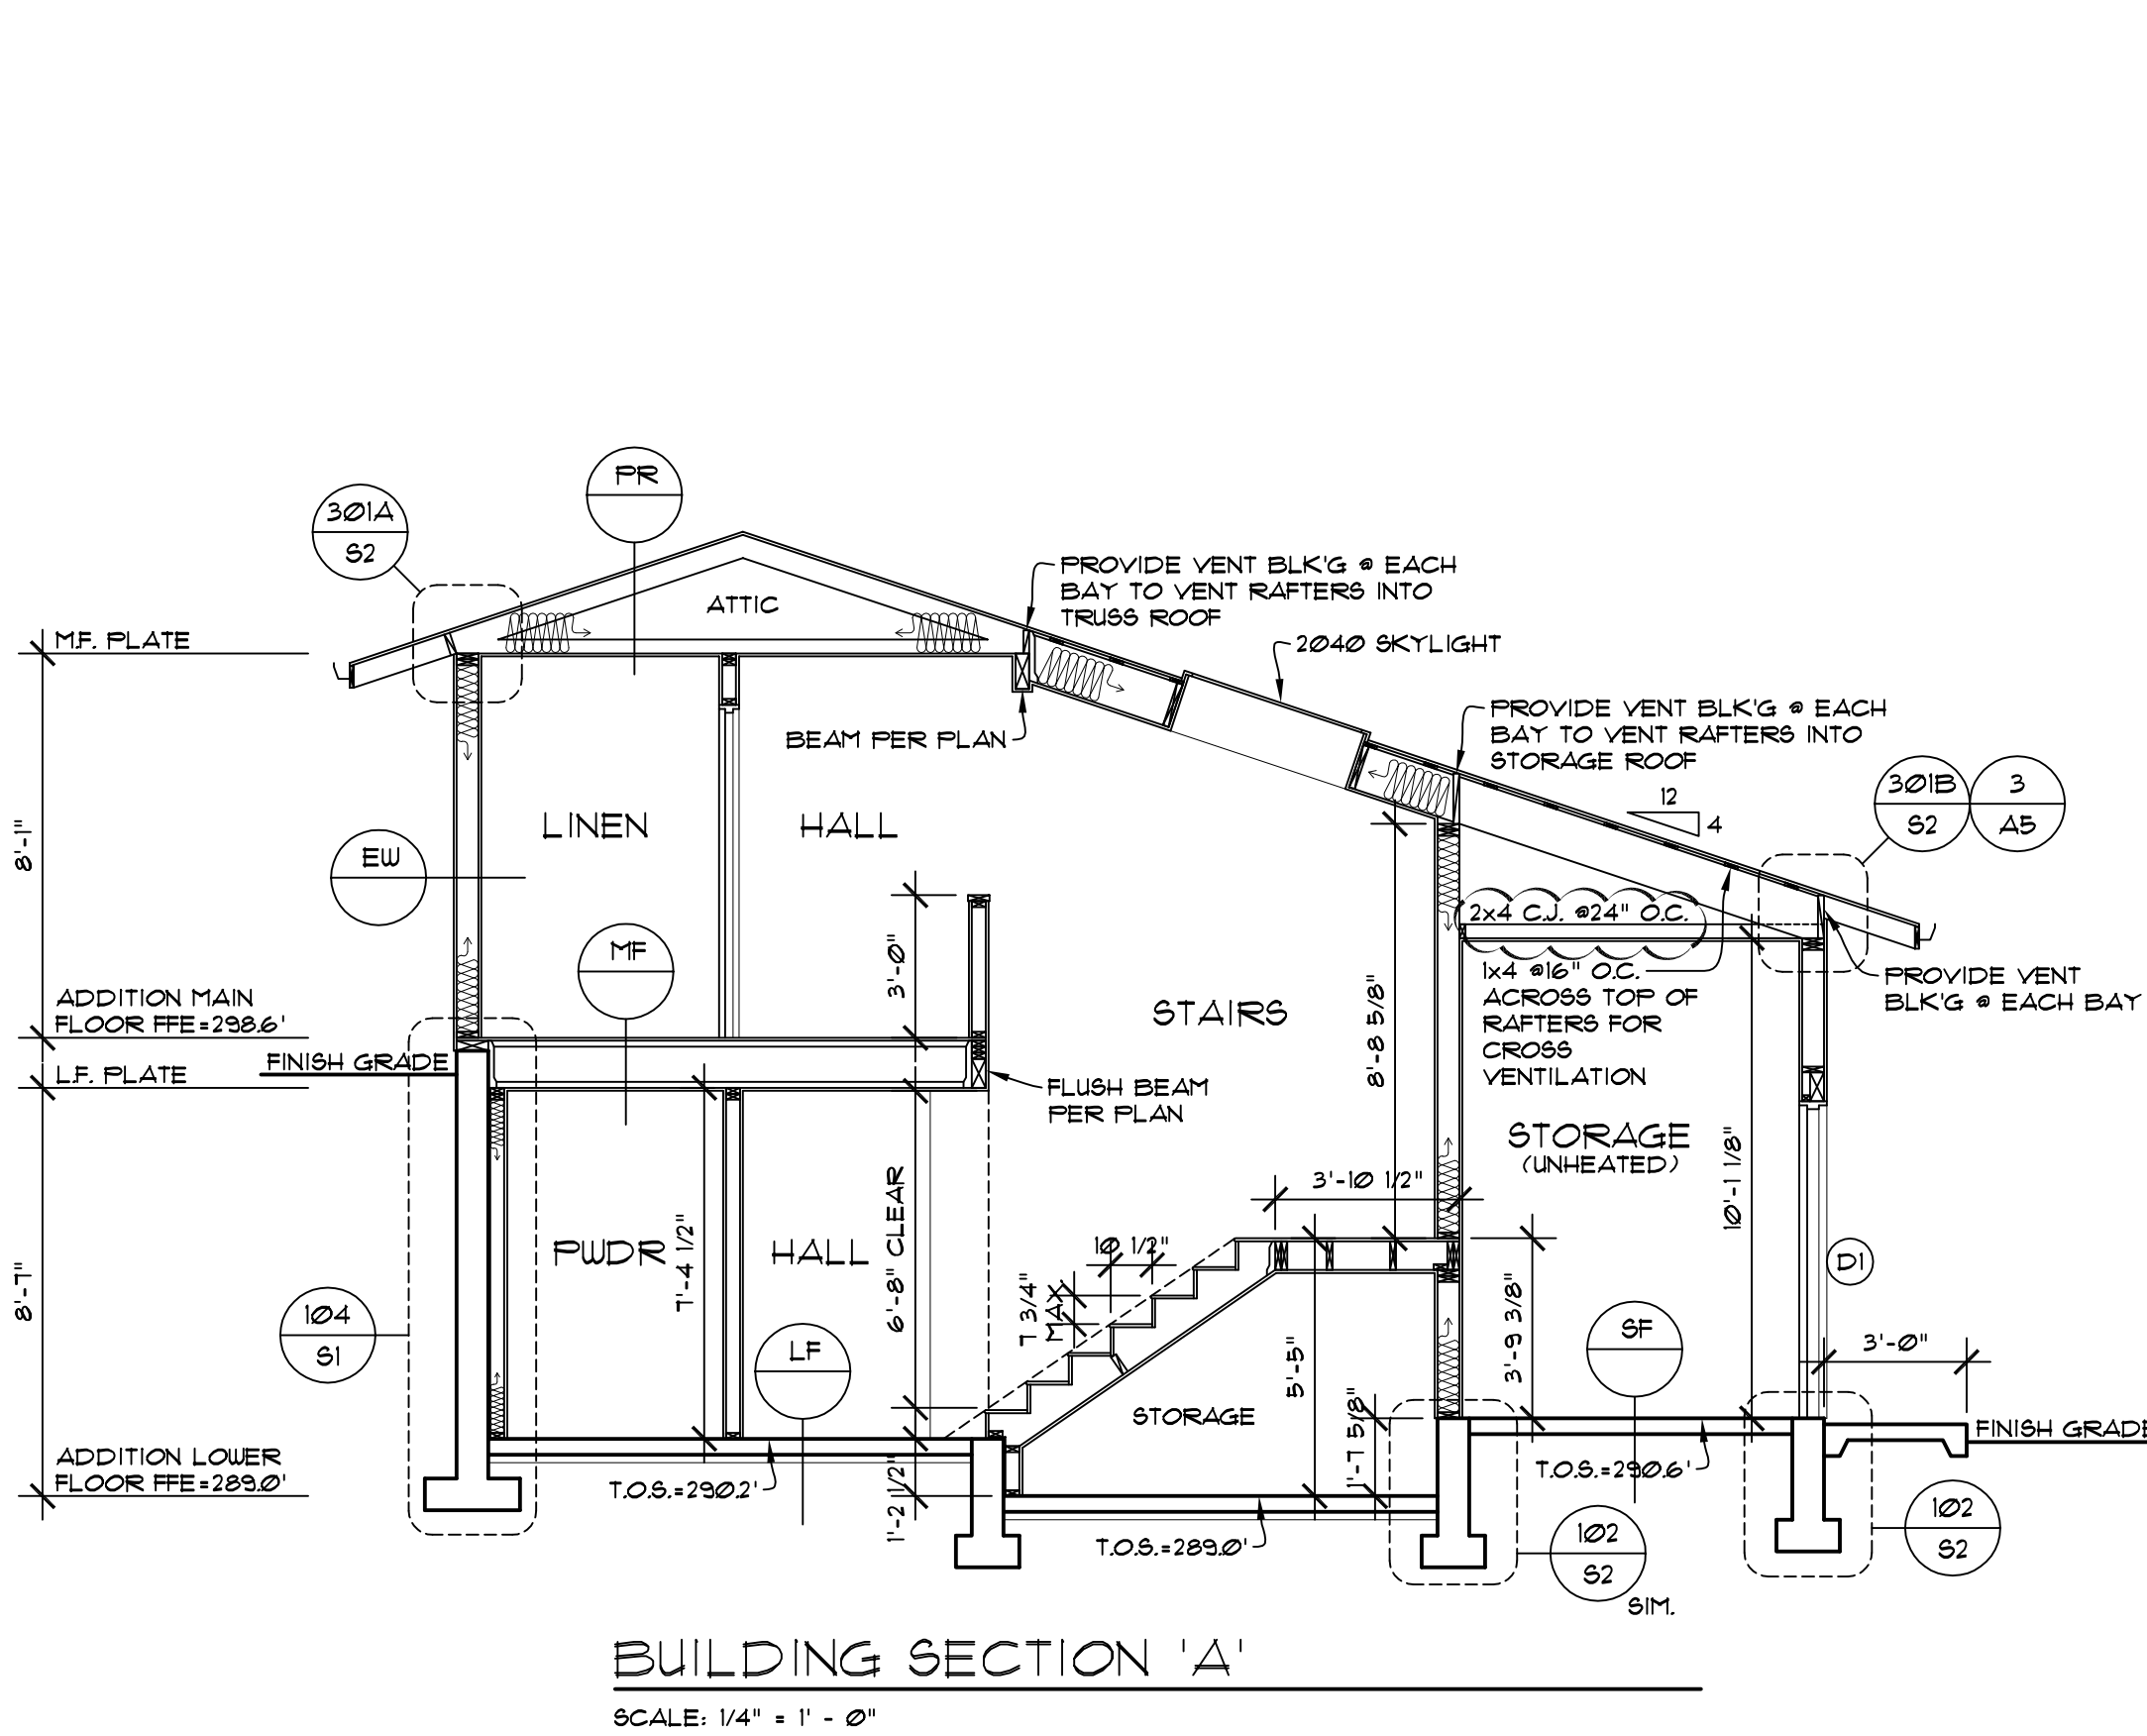 PR
301A
S2
PROVIDE VENT BLK'G @ EACH
BAY TO VENT RAFTERS INTO
TRUSS ROOF
ATTIC
M.F. PLATE
2040 SKYLIGHT
PROVIDE VENT BLK'G @ EACH
BAY TO VENT RAFTERS INTO
STORAGE ROOF
BEAM PER PLAN
301B
S2
3
A5
12
4
LINEN
HALL
8'-1"
EW
2x4 C.J. @24" O.C.
MF
3'-0"
1x4 @16" O.C.
ACROSS TOP OF
RAFTERS FOR
CROSS
VENTILATION
PROVIDE VENT
BLK'G @ EACH BAY
ADDITION MAIN
FLOOR FFE=298.6'
STAIRS
8'-8 5/8"
FINISH GRADE
L.F. PLATE
FLUSH BEAM
PER PLAN
STORAGE
(UNHEATED)
10'-1 1/8"
3'-10 1/2"
PWDR
7'-4 1/2"
HALL
6'-8" CLEAR
10 1/2"
7 3/4"
MAX
D1
8'-7"
104
S1
LF
5'-5"
3'-9 3/8"
SF
3'-0"
STORAGE
1'-7 5/8"
FINISH GRADE
ADDITION LOWER
FLOOR FFE=289.0'
T.O.S.=290.2'
1'-2 1/2"
T.O.S.=290.6'
T.O.S.=289.0'
102
S2
SIM.
102
S2
BUILDING SECTION 'A'
SCALE: 1/4" = 1' - 0"